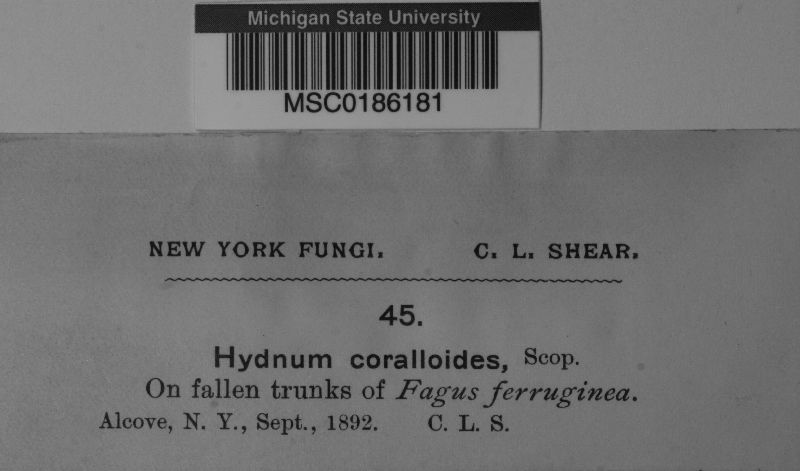 Michigan State University
MSC0186181
NEW YORK FUNGI. C. L. SHEAR.
45.
Hydnum coralloides, Scop.
On fallen trunks of Fagus ferruginea.
Alcove, N. Y., Sept., 1892. C. L. S.